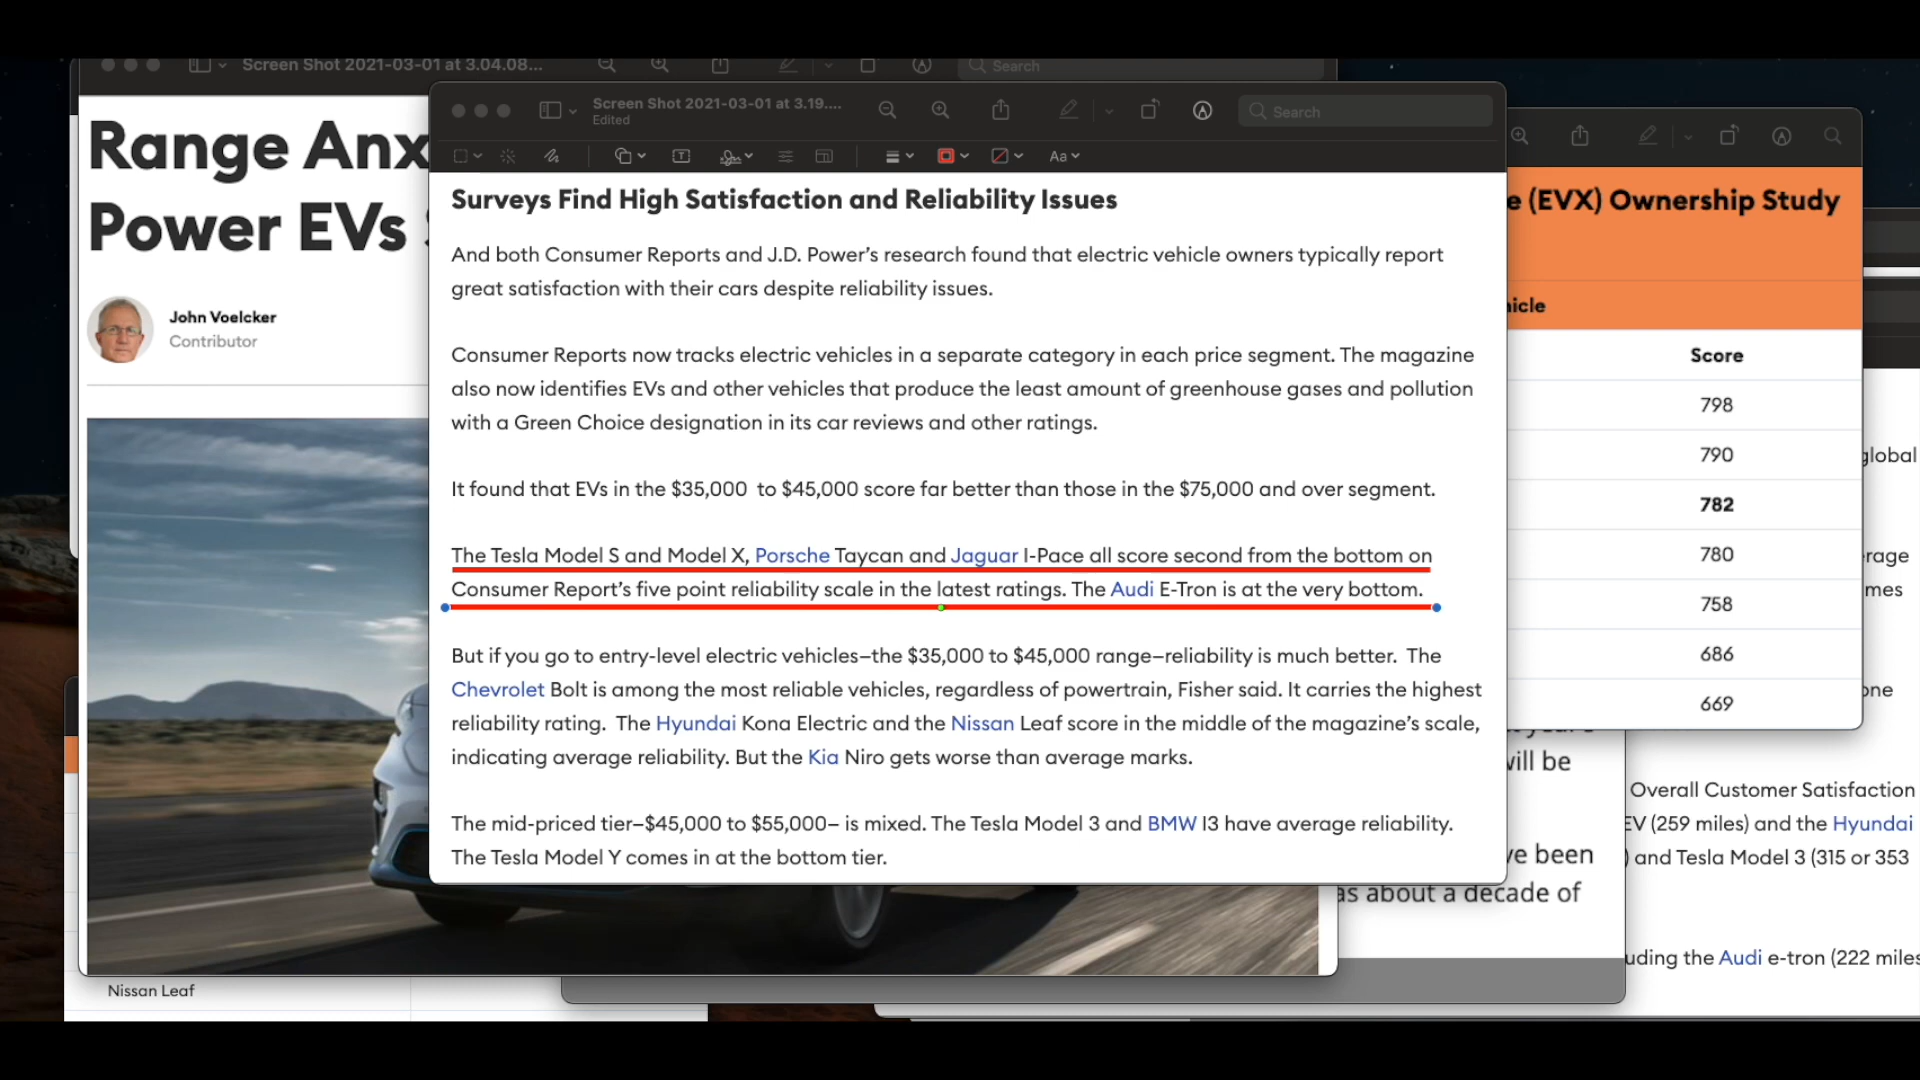 Screen Shot 2021-03-01 at 3.04.08...
Search
Range Anx
Power EVs
John Voelcker
Contributor
Nissan Leaf
Screen Shot 2021-03-01 at 3.19....
Edited
Search
Aa
Surveys Find High Satisfaction and Reliability Issues
And both Consumer Reports and J.D. Power's research found that electric vehicle owners typically report
great satisfaction with their cars despite reliability issues.
Consumer Reports now tracks electric vehicles in a separate category in each price segment. The magazine
also now identifies EVs and other vehicles that produce the least amount of greenhouse gases and pollution
with a Green Choice designation in its car reviews and other ratings.
It found that EVs in the $35,000  to $45,000 score far better than those in the $75,000 and over segment.
The Tesla Model S and Model X, Porsche Taycan and Jaguar I-Pace all score second from the bottom on
Consumer Report's five point reliability scale in the latest ratings. The Audi E-Tron is at the very bottom.
But if you go to entry-level electric vehicles—the $35,000 to $45,000 range—reliability is much better.  The
Chevrolet Bolt is among the most reliable vehicles, regardless of powertrain, Fisher said. It carries the highest
reliability rating.  The Hyundai Kona Electric and the Nissan Leaf score in the middle of the magazine's scale,
indicating average reliability. But the Kia Niro gets worse than average marks.
The mid-priced tier—$45,000 to $55,000— is mixed. The Tesla Model 3 and BMW I3 have average reliability.
The Tesla Model Y comes in at the bottom tier.
e (EVX) Ownership Study
hicle
Score
798
790
782
780
758
686
669
will be
ve been
as about a decade of
global
rage
mes
one
Overall Customer Satisfaction
EV (259 miles) and the Hyundai
) and Tesla Model 3 (315 or 353
uding the Audi e-tron (222 miles